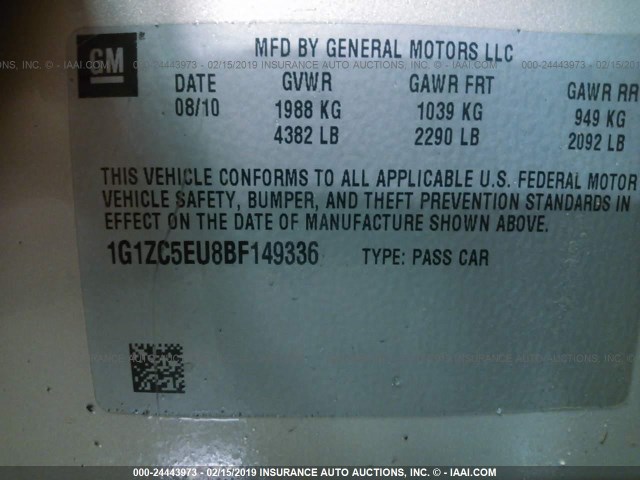 GM
MFD BY GENERAL MOTORS LLC
DATE GVWR GAWR FRT GAWR RR
08/10 1988 KG 1039 KG 949 KG
4382 LB 2290 LB 2092 LB
THIS VEHICLE CONFORMS TO ALL APPLICABLE U.S. FEDERAL MOTOR
VEHICLE SAFETY, BUMPER, AND THEFT PREVENTION STANDARDS IN
EFFECT ON THE DATE OF MANUFACTURE SHOWN ABOVE.
1G1ZC5EU8BF149336 TYPE: PASS CAR
000-24443973 - 02/15/2019 INSURANCE AUTO AUCTIONS, INC. - WWW.IAAI.COM